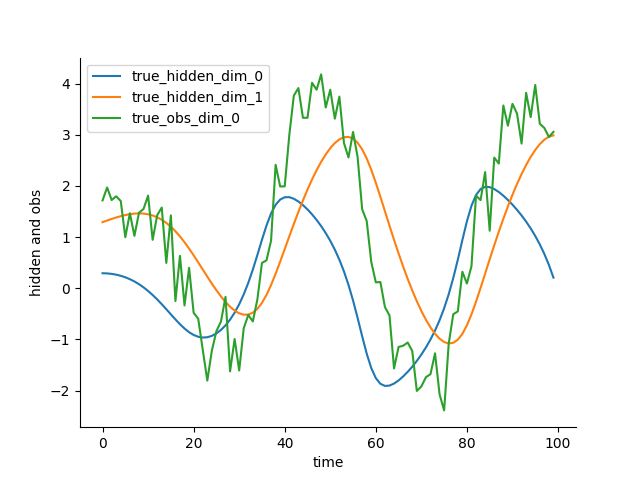 true_hidden_dim_0
true_hidden_dim_1
true_obs_dim_0
hidden and obs
4
3
2
1
0
−1
−2
0 20 40 60 80 100
time